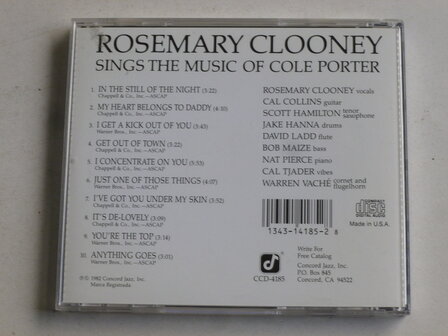 ROSEMARY CLOONEY
SINGS THE MUSIC OF COLE PORTER
1. IN THE STILL OF THE NIGHT (3:22)
Chappell & Co., Inc.—ASCAP
2. MY HEART BELONGS TO DADDY (4:10)
Chappell & Co., Inc.—ASCAP
3. I GET A KICK OUT OF YOU (3:43)
Warner Bros., Inc.—ASCAP
4. GET OUT OF TOWN (3:22)
Chappell & Co., Inc.—ASCAP
5. I CONCENTRATE ON YOU (5:53)
Chappell & Co., Inc.—ASCAP
6. JUST ONE OF THOSE THINGS (4:07)
Warner Bros., Inc.—ASCAP
7. I'VE GOT YOU UNDER MY SKIN (3:52)
Chappell & Co., Inc.—ASCAP
8. IT'S DE-LOVELY (3:09)
Chappell & Co., Inc.—ASCAP
9. YOU'RE THE TOP (3:14)
Warner Bros., Inc.—ASCAP
10. ANYTHING GOES (3:01)
Warner Bros., Inc.—ASCAP
℗ 1982 Concord Jazz, Inc.
Marca Registrada
ROSEMARY CLOONEY vocals
CAL COLLINS guitar
SCOTT HAMILTON tenor saxophone
JAKE HANNA drums
DAVID LADD flute
BOB MAIZE bass
NAT PIERCE piano
CAL TJADER vibes
WARREN VACHÉ cornet and flugelhorn
1343-14185-2 8
COMPACT
disc
DIGITAL AUDIO
Made in U.S.A.
CCD-4185
Write For
Free Catalog
Concord Jazz, Inc.
P.O. Box 845
Concord, CA 94522